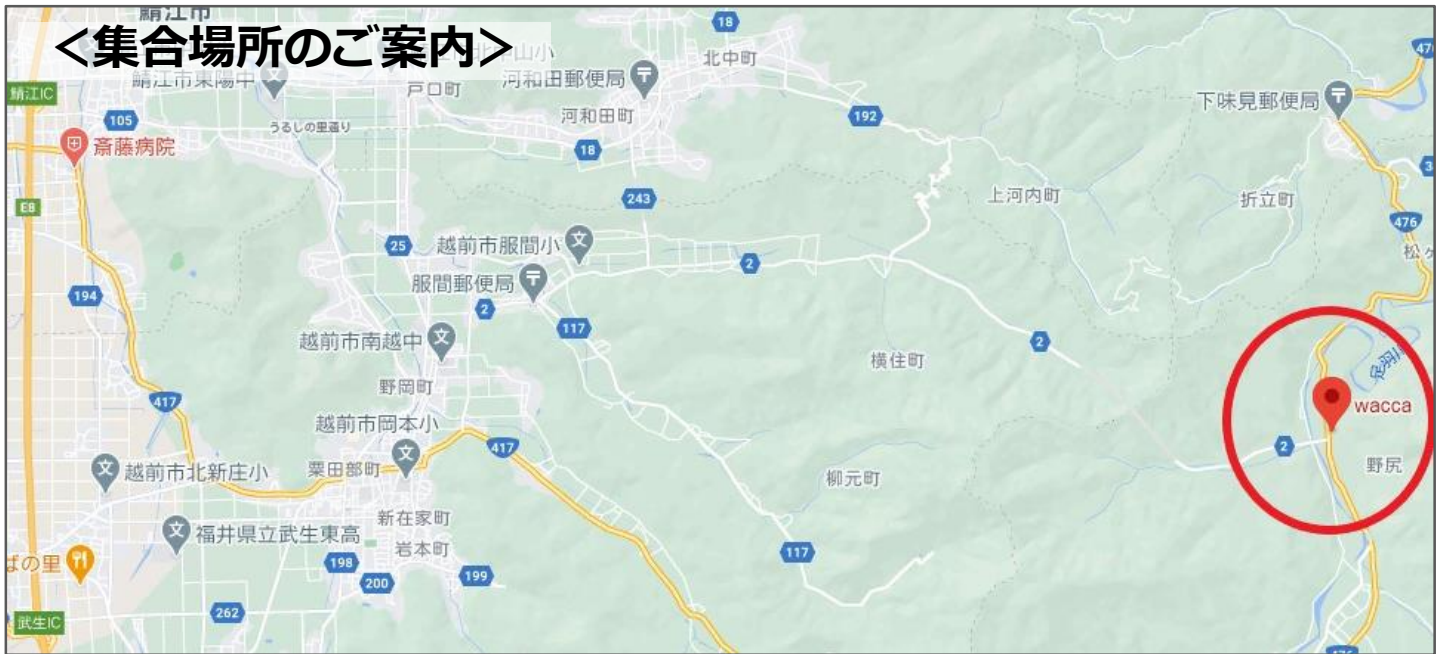 ＜集合場所のご案内＞
鯖江市
18
北中町
鯖江IC
鯖江市東陽中
戸口町
河和田郵便局
下味見郵便局
105
うるしの里通り
河和田町
192
斎藤病院
18
E8
243
上河内町
折立町
476
25
越前市服間小
2
服間郵便局
194
2
117
越前市南越中
2
横住町
野岡町
wacca
417
越前市岡本小
417
2
野尻
越前市北新庄小
粟田部町
柳元町
新在家町
福井県立武生東高
岩本町
117
198
199
200
262
武生IC
476